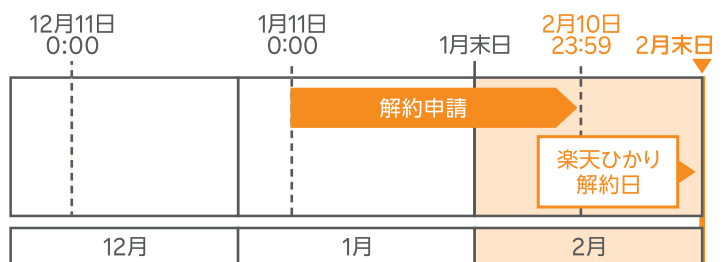 12月11日
0:00
1月11日
0:00
1月末日
2月10日
23:59
2月末日
解約申請
楽天ひかり
解約日
12月
1月
2月